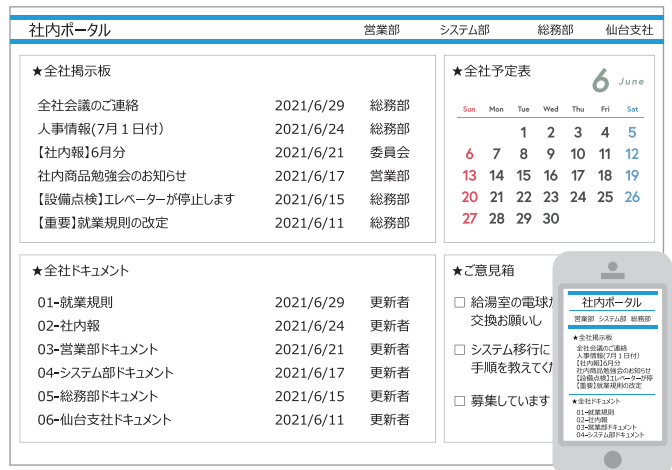 社内ポータル 営業部 システム部 総務部 仙台支社
★全社掲示板
全社会議のご連絡 2021/6/29 総務部
人事情報(7月1日付) 2021/6/24 総務部
【社内報】6月分 2021/6/21 委員会
社内商品勉強会のお知らせ 2021/6/17 営業部
【設備点検】エレベーターが停止します 2021/6/15 総務部
【重要】就業規則の改定 2021/6/11 総務部
★全社予定表
6 June
Sun Mon Tue Wed Thu Fri Sat
1 2 3 4 5
6 7 8 9 10 11 12
13 14 15 16 17 18 19
20 21 22 23 24 25 26
27 28 29 30
★全社ドキュメント
01-就業規則 2021/6/29 更新者
02-社内報 2021/6/24 更新者
03-営業部ドキュメント 2021/6/21 更新者
04-システム部ドキュメント 2021/6/17 更新者
05-総務部ドキュメント 2021/6/15 更新者
06-仙台支社ドキュメント 2021/6/11 更新者
★ご意見箱
□ 給湯室の電球が
交換お願いし
□ システム移行に
手順を教えてくだ
□ 募集しています
社内ポータル
営業部 システム部 総務部
★全社掲示板
全社会議のご連絡
人事情報(7月1日付)
【社内報】6月分
社内商品勉強会のお知らせ
【設備点検】エレベーターが停
【重要】就業規則の改定
★全社ドキュメント
01-就業規則
02-社内報
03-営業部ドキュメント
04-システム部ドキュメント